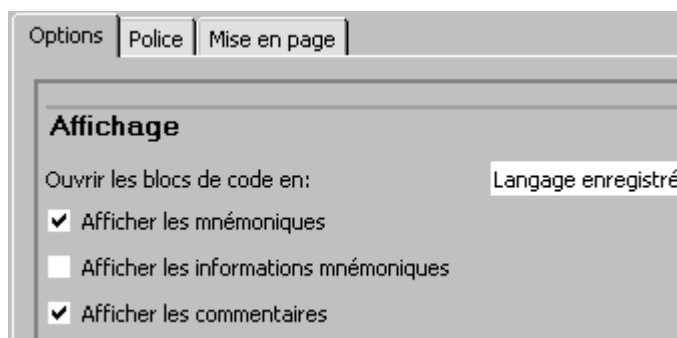 Options Police Mise en page
Affichage
Ouvrir les blocs de code en: Langage enregistré
Afficher les mnémoniques
Afficher les informations mnémoniques
Afficher les commentaires